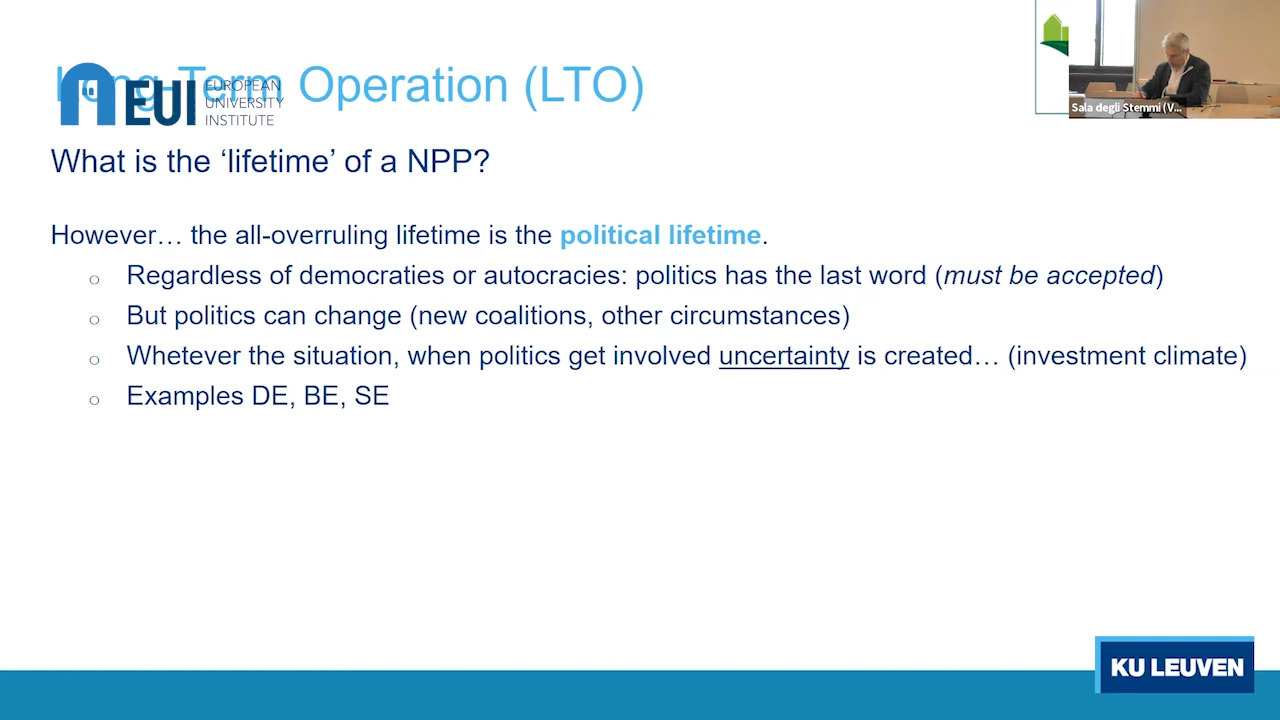 Long-Term Operation (LTO)
EUI EUROPEAN
UNIVERSITY
INSTITUTE
Sala degli Stemmi (V...
What is the ‘lifetime’ of a NPP?
However… the all-overruling lifetime is the political lifetime.
o Regardless of democraties or autocracies: politics has the last word (must be accepted)
o But politics can change (new coalitions, other circumstances)
o Whetever the situation, when politics get involved uncertainty is created… (investment climate)
o Examples DE, BE, SE
KU LEUVEN